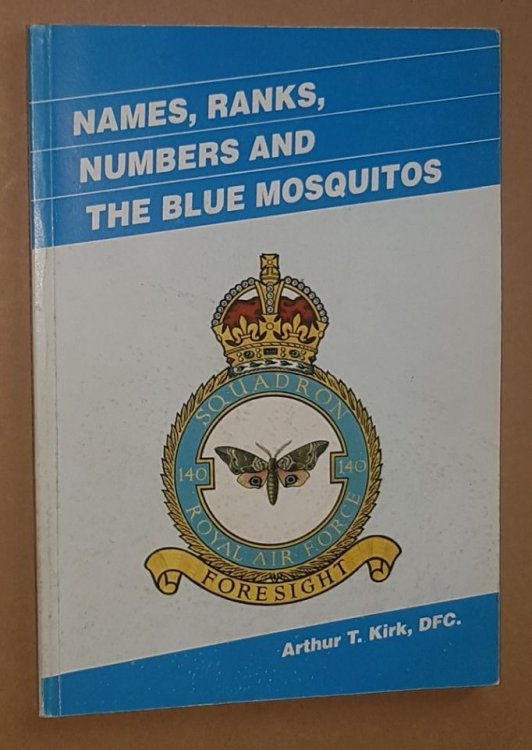 NAMES, RANKS,
NUMBERS AND
THE BLUE MOSQUITOS
SQUADRON
140 140
ROYAL AIR FORCE
FORESIGHT
Arthur T. Kirk, DFC.